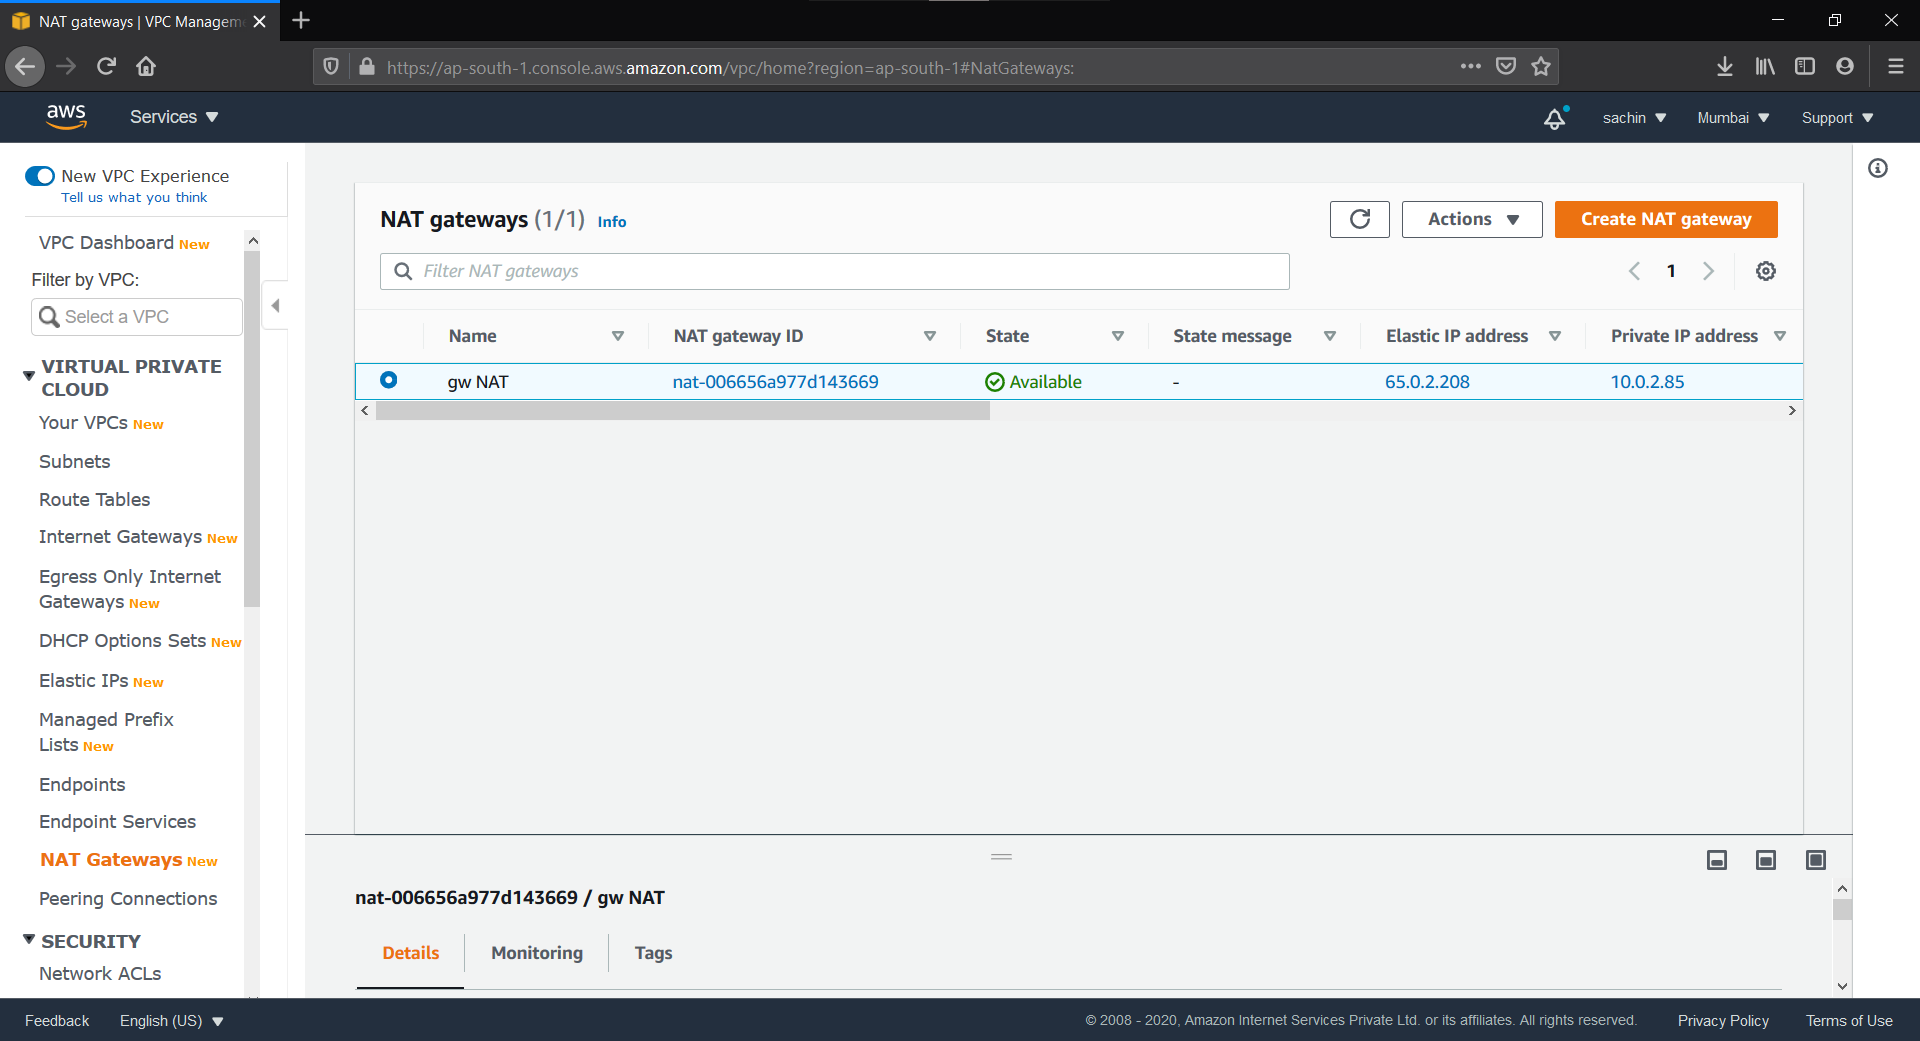 NAT gateways | VPC Managem
https://ap-south-1.console.aws.amazon.com/vpc/home?region=ap-south-1#NatGateways:
aws Services sachin Mumbai Support
New VPC Experience
Tell us what you think
VPC Dashboard New
Filter by VPC:
Select a VPC
VIRTUAL PRIVATE
CLOUD
Your VPCs New
Subnets
Route Tables
Internet Gateways New
Egress Only Internet
Gateways New
DHCP Options Sets New
Elastic IPs New
Managed Prefix
Lists New
Endpoints
Endpoint Services
NAT Gateways New
Peering Connections
SECURITY
Network ACLs
NAT gateways (1/1) Info
Actions
Create NAT gateway
Filter NAT gateways
1
Name NAT gateway ID State State message Elastic IP address Private IP address
gw NAT nat-006656a977d143669 Available - 65.0.2.208 10.0.2.85
nat-006656a977d143669 / gw NAT
Details Monitoring Tags
Feedback English (US) © 2008 - 2020, Amazon Internet Services Private Ltd. or its affiliates. All rights reserved. Privacy Policy Terms of Use